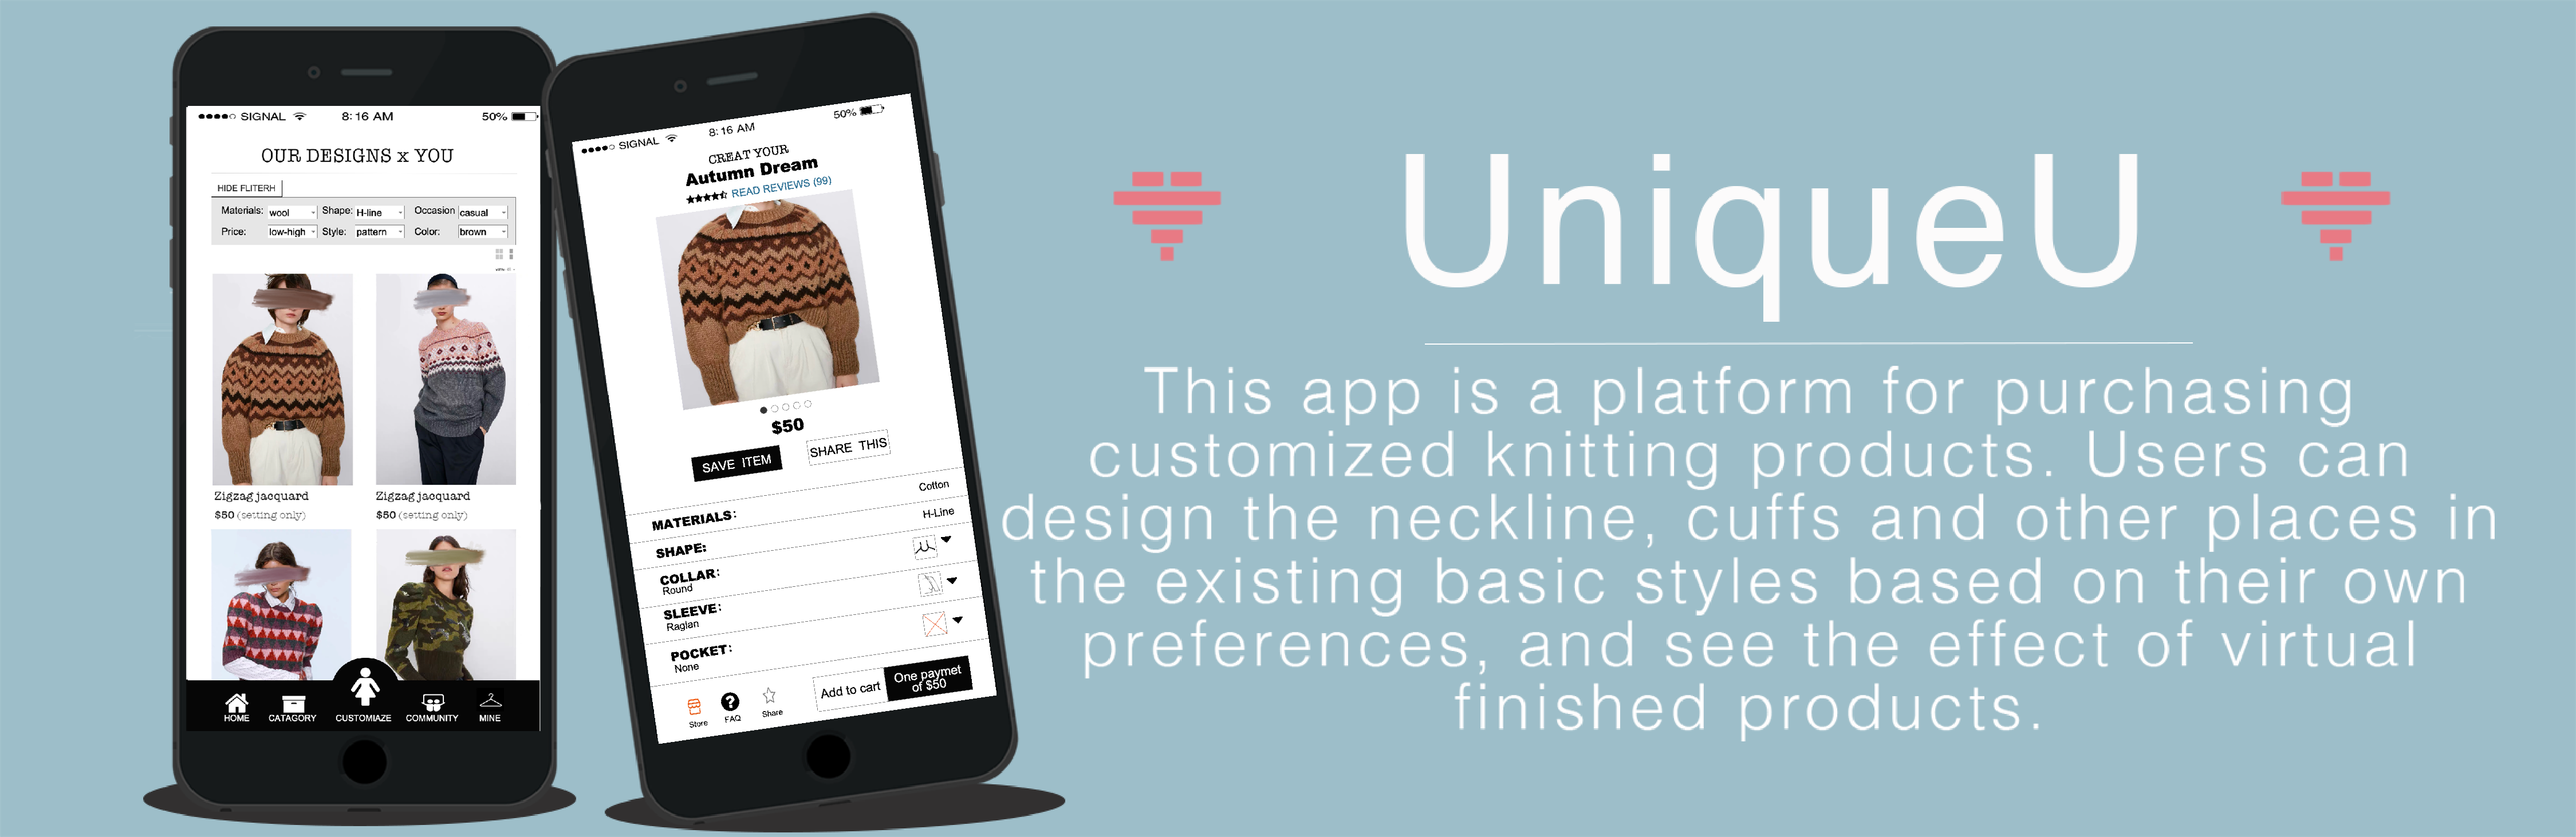 SIGNAL 8:16 AM 50%
OUR DESIGNS x YOU
HIDE FLITERH
Materials: wool Shape: H-line Occasion casual
Price: low-high Style: pattern Color: brown
Zigzag jacquard
$50 (setting only)
Zigzag jacquard
$50 (setting only)
HOME CATAGORY CUSTOMIAZE COMMUNITY MINE
SIGNAL 8:16 AM 50%
CREAT YOUR
Autumn Dream
READ REVIEWS (99)
$50
SAVE ITEM SHARE THIS
MATERIALS: Cotton
SHAPE: H-Line
COLLAR:
Round
SLEEVE:
Raglan
POCKET:
None
Store FAQ Share
Add to cart
One paymet
of $50
UniqueU
This app is a platform for purchasing
customized knitting products. Users can
design the neckline, cuffs and other places in
the existing basic styles based on their own
preferences, and see the effect of virtual
finished products.